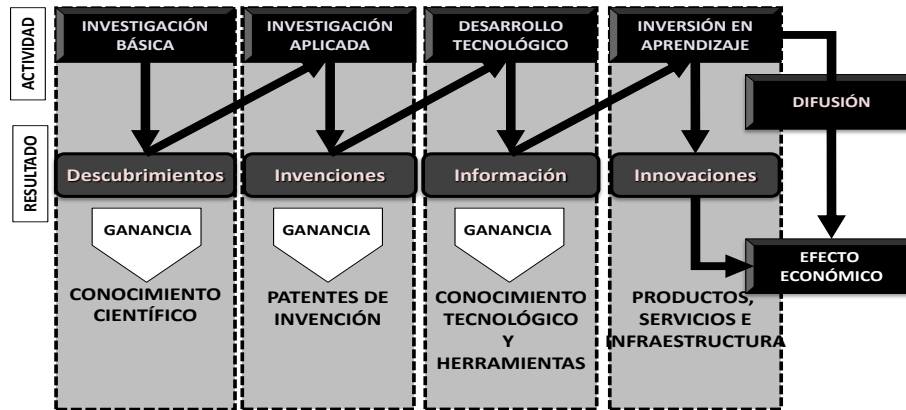 ACTIVIDAD
INVESTIGACIÓN
BÁSICA
INVESTIGACIÓN
APLICADA
DESARROLLO
TECNOLÓGICO
INVERSIÓN EN
APRENDIZAJE
DIFUSIÓN
RESULTADO
Descubrimientos
Invenciones
Información
Innovaciones
GANANCIA
GANANCIA
GANANCIA
EFECTO
ECONÓMICO
CONOCIMIENTO
CIENTÍFICO
PATENTES DE
INVENCIÓN
CONOCIMIENTO
TECNOLÓGICO
Y
HERRAMIENTAS
PRODUCTOS,
SERVICIOS E
INFRAESTRUCTURA